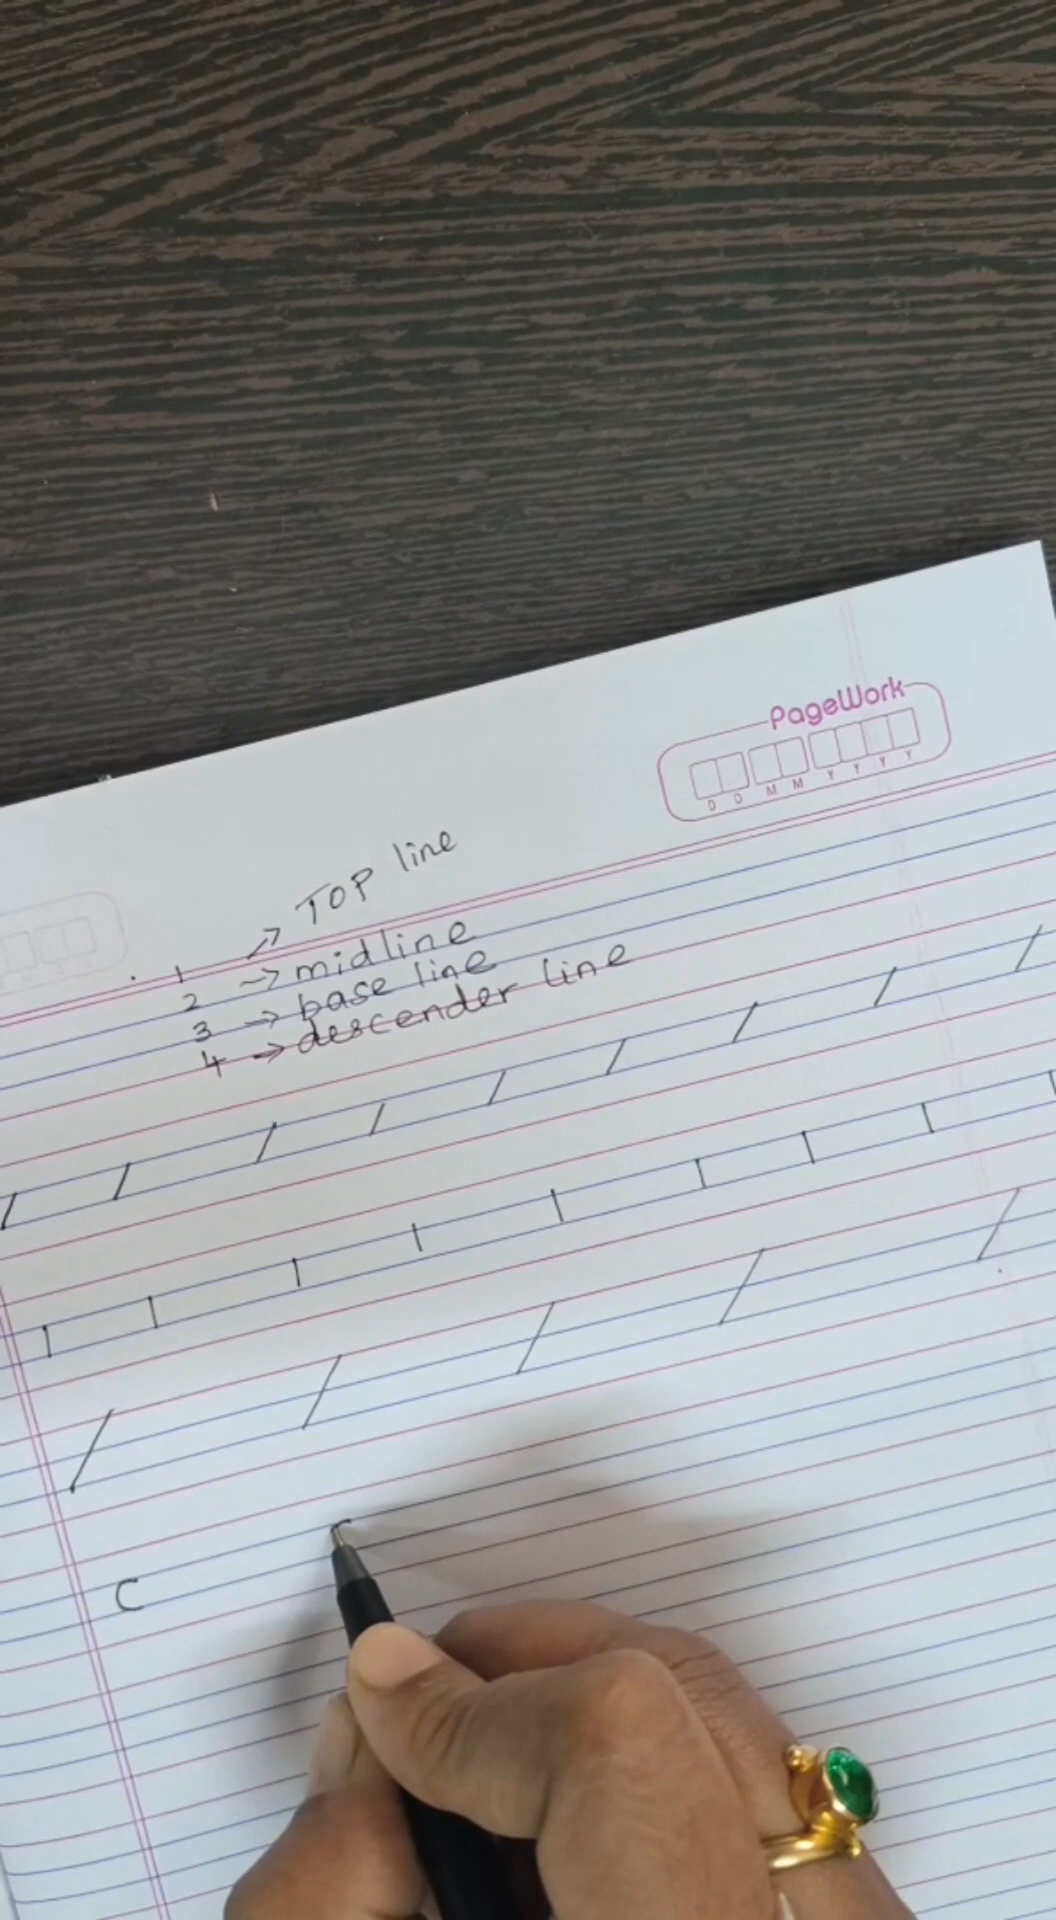 PageWork
D D M M Y Y Y Y
1 → TOP line
2 → midline
3 → base line
4 → descender line
C